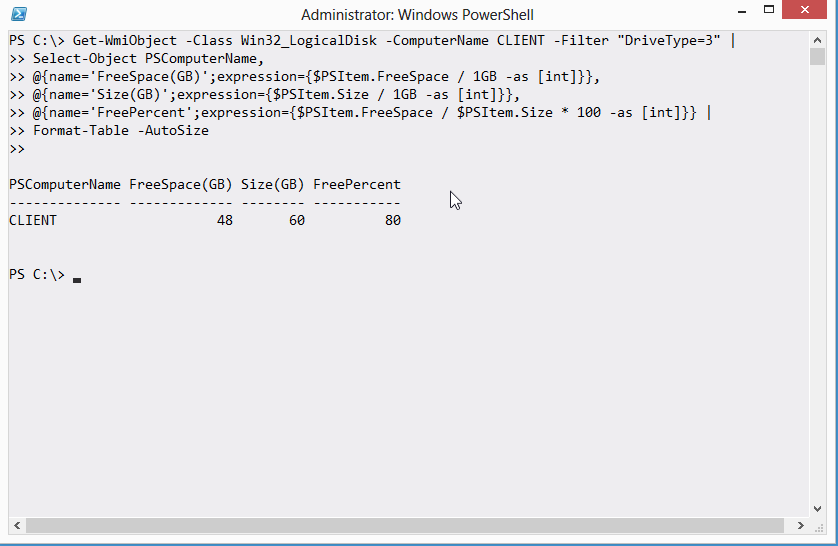 Administrator: Windows PowerShell
PS C:\> Get-WmiObject -Class Win32_LogicalDisk -ComputerName CLIENT -Filter "DriveType=3" |
>> Select-Object PSComputerName,
>> @{name='FreeSpace(GB)';expression={$PSItem.FreeSpace / 1GB -as [int]}},
>> @{name='Size(GB)';expression={$PSItem.Size / 1GB -as [int]}},
>> @{name='FreePercent';expression={$PSItem.FreeSpace / $PSItem.Size * 100 -as [int]}} |
>> Format-Table -AutoSize
>>
PSComputerName FreeSpace(GB) Size(GB) FreePercent
-------------- ------------- -------- -----------
CLIENT                    48       60          80
PS C:\>